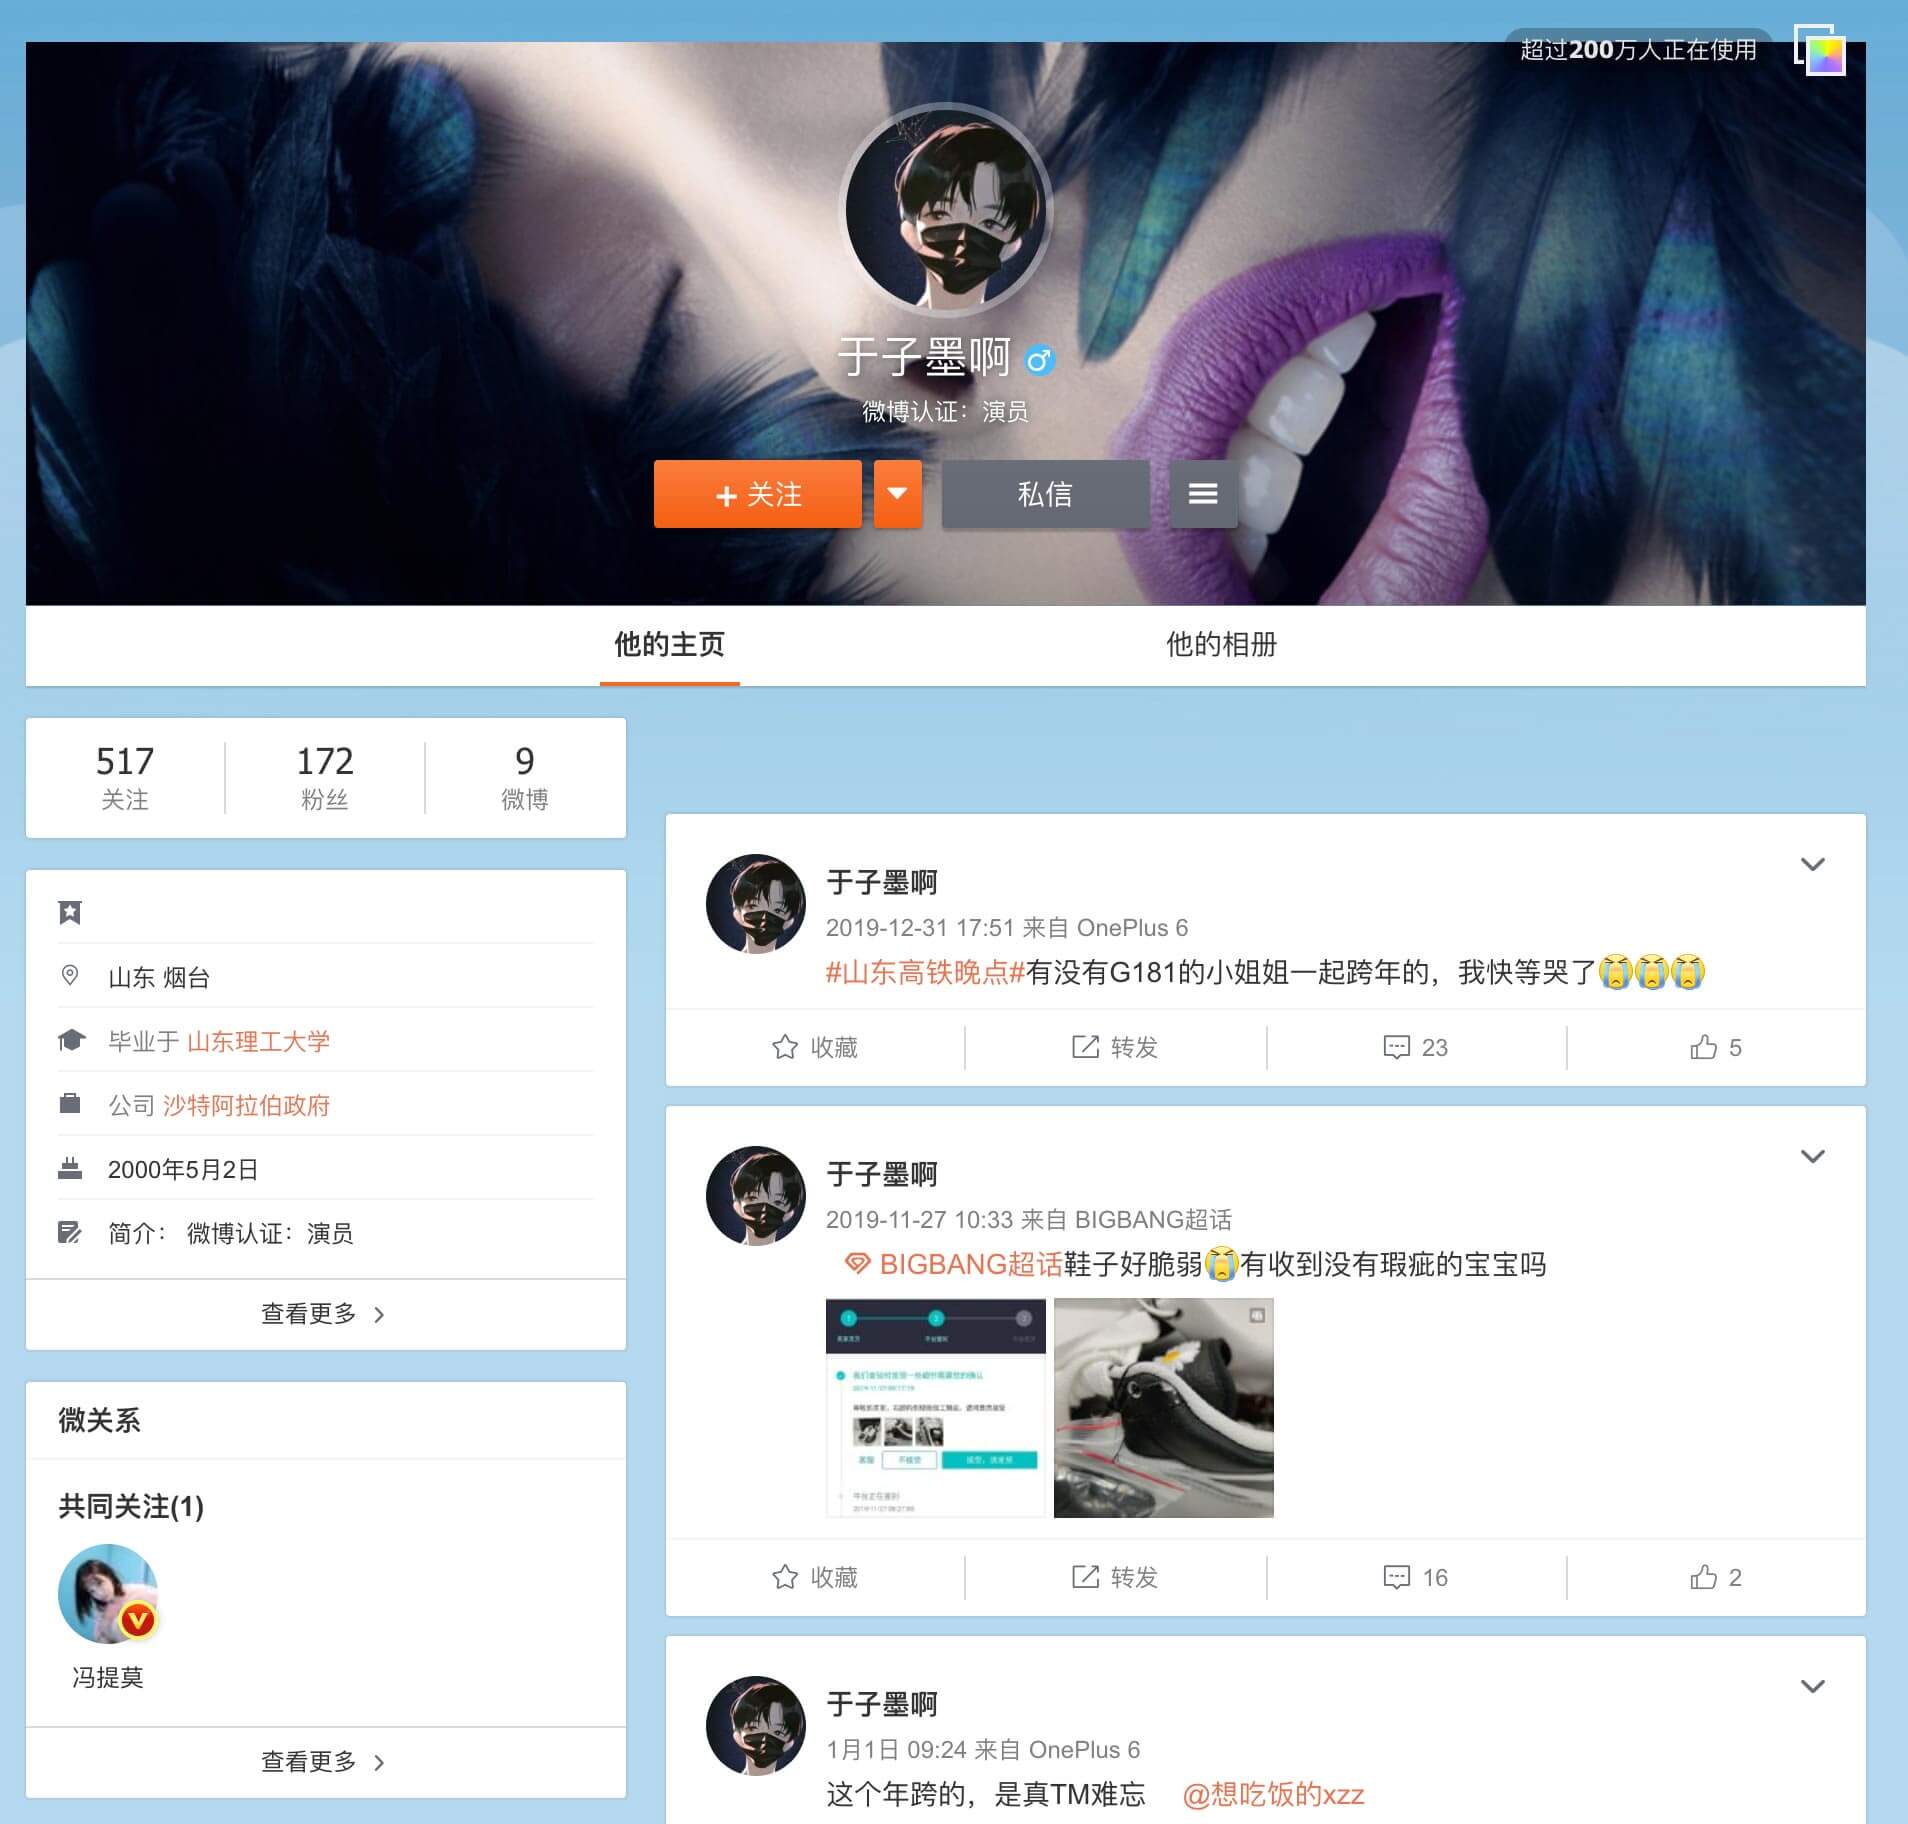 超过200万人正在使用
于子墨啊
微博认证：演员
+ 关注
私信
他的主页
他的相册
517
关注
172
粉丝
9
微博
山东 烟台
毕业于 山东理工大学
公司 沙特阿拉伯政府
2000年5月2日
简介： 微博认证：演员
查看更多
微关系
共同关注(1)
冯提莫
查看更多
于子墨啊
2019-12-31 17:51 来自 OnePlus 6
#山东高铁晚点#有没有G181的小姐姐一起跨年的，我快等哭了😭😭😭
收藏
转发
23
5
于子墨啊
2019-11-27 10:33 来自 BIGBANG超话
BIGBANG超话鞋子好脆弱😭有收到没有瑕疵的宝宝吗
收藏
转发
16
2
于子墨啊
1月1日 09:24 来自 OnePlus 6
这个年跨的，是真TM难忘 @想吃饭的xzz